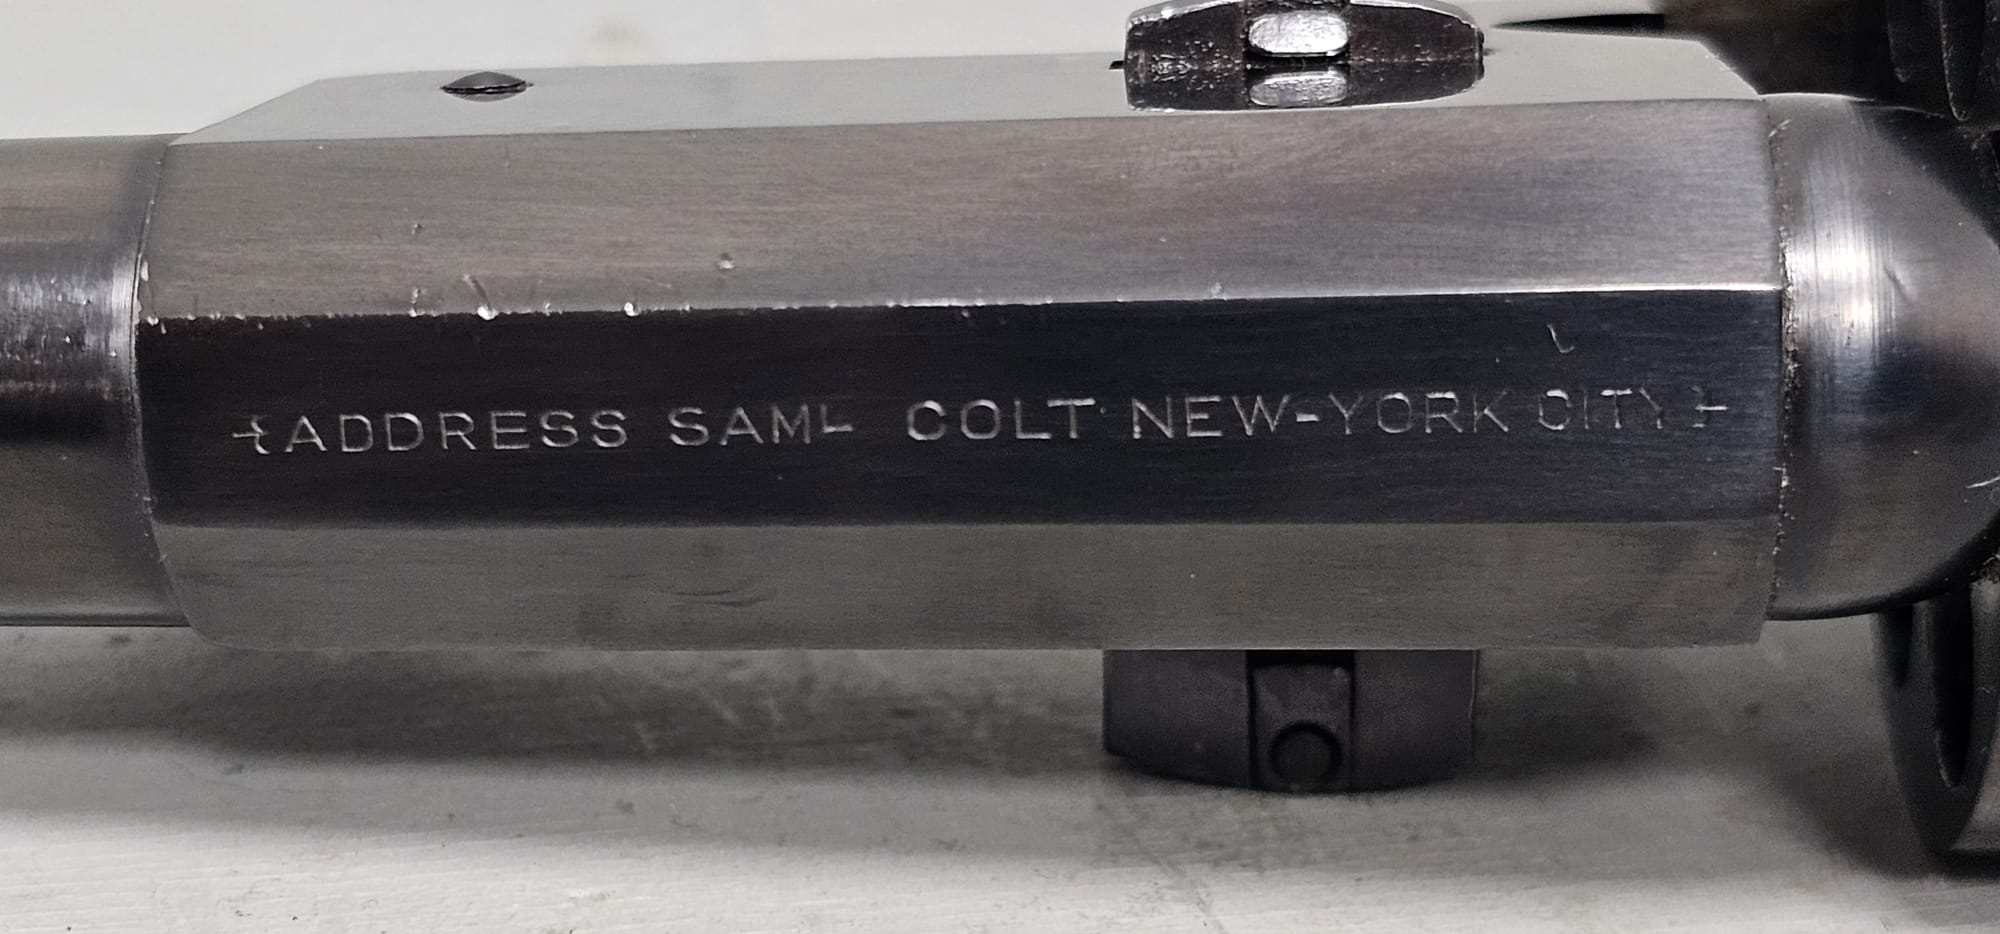 -{ADDRESS SAMᴸ COLT NEW-YORK CITY}-